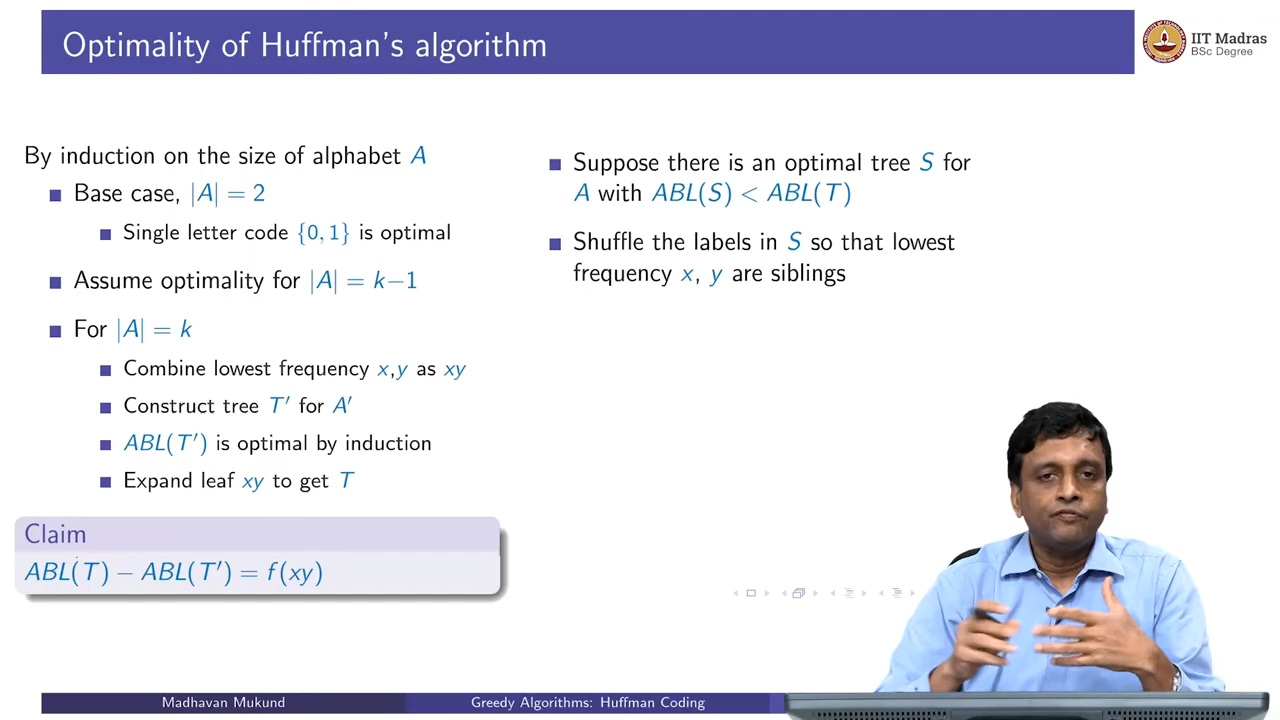 Optimality of Huffman's algorithm
IIT Madras
BSc Degree
By induction on the size of alphabet A
Base case, |A| = 2
Single letter code {0, 1} is optimal
Assume optimality for |A| = k−1
For |A| = k
Combine lowest frequency x,y as xy
Construct tree T′ for A′
ABL(T′) is optimal by induction
Expand leaf xy to get T
Claim
ABL(T) − ABL(T′) = f(xy)
Suppose there is an optimal tree S for
A with ABL(S) < ABL(T)
Shuffle the labels in S so that lowest
frequency x, y are siblings
Madhavan Mukund
Greedy Algorithms: Huffman Coding